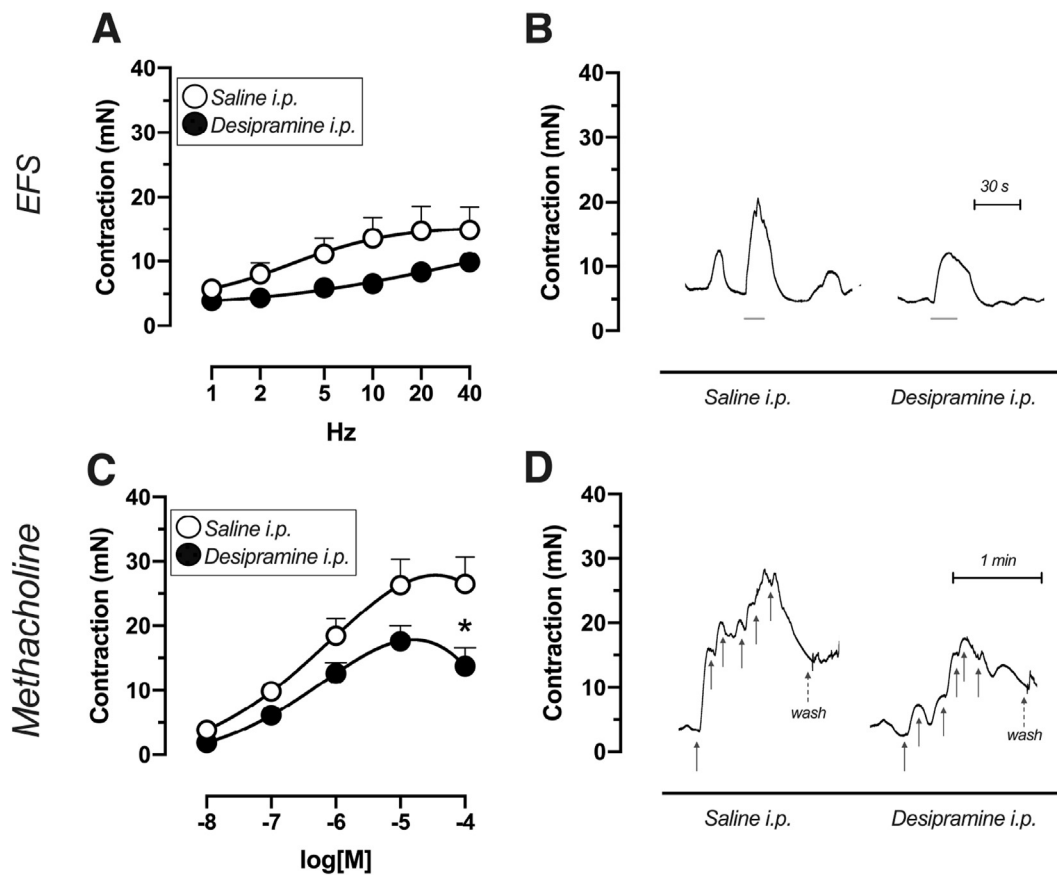 A
EFS
Contraction (mN)
40
30
20
10
0
Saline i.p.
Desipramine i.p.
1 2 5 10 20 40
Hz
B
Contraction (mN)
40
30
20
10
0
30 s
Saline i.p.
Desipramine i.p.
C
Methacholine
Contraction (mN)
40
30
20
10
0
Saline i.p.
Desipramine i.p.
*
-8 -7 -6 -5 -4
log[M]
D
Contraction (mN)
40
30
20
10
0
1 min
wash
wash
Saline i.p.
Desipramine i.p.